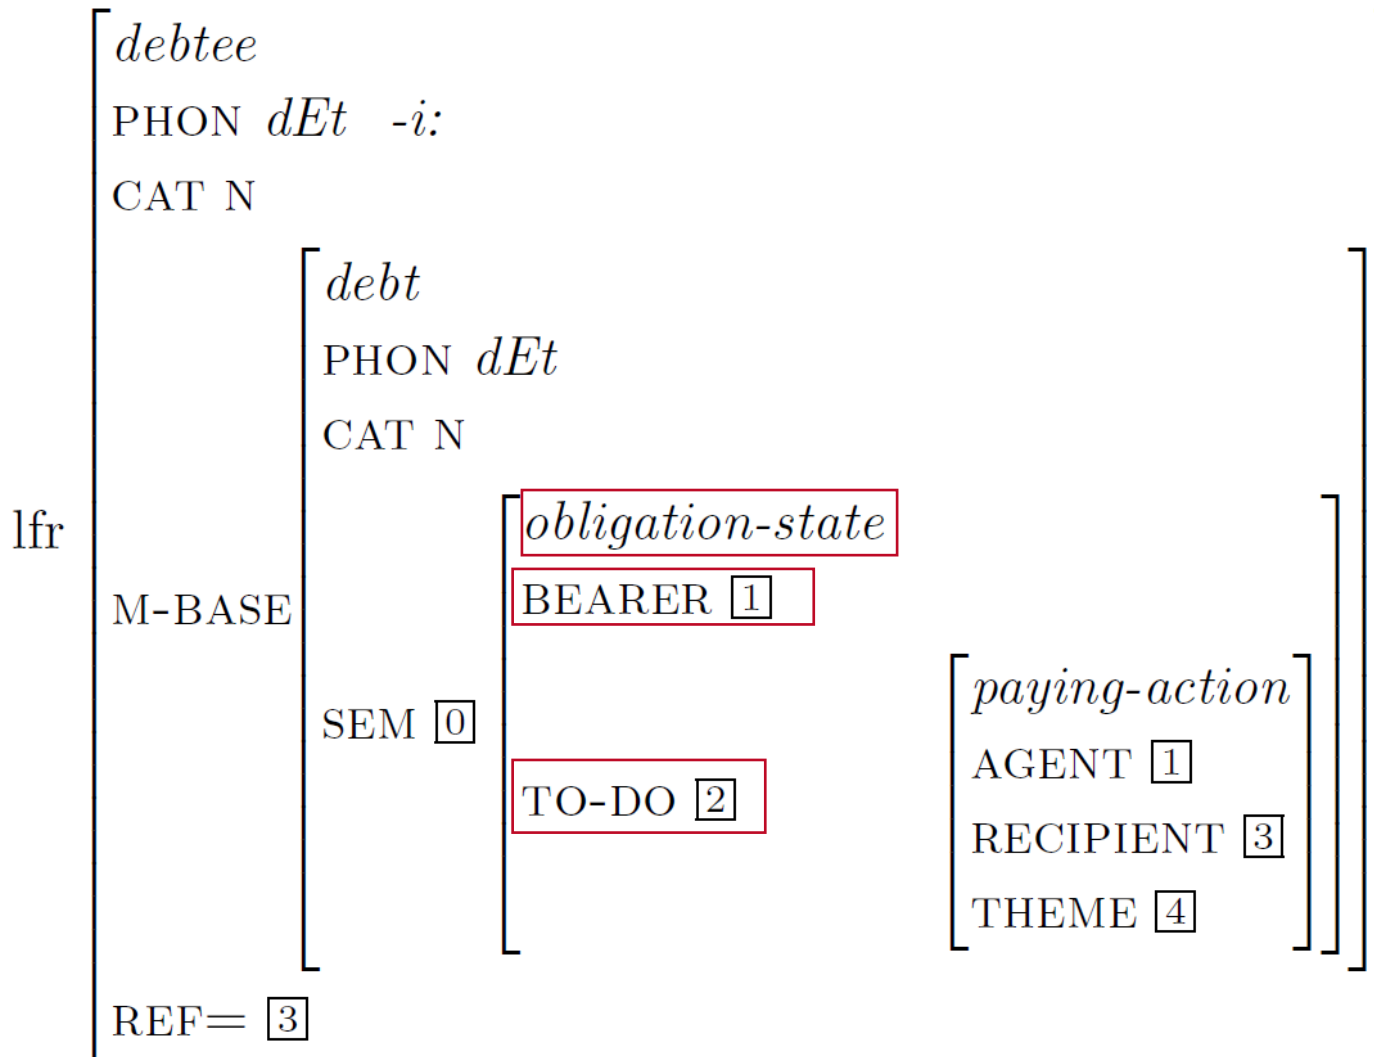 debtee
PHON dEt -i:
CAT N
debt
PHON dEt
CAT N
lfr
obligation-state
BEARER 1
M-BASE
paying-action
SEM 0
AGENT 1
TO-DO 2
RECIPIENT 3
THEME 4
REF= 3